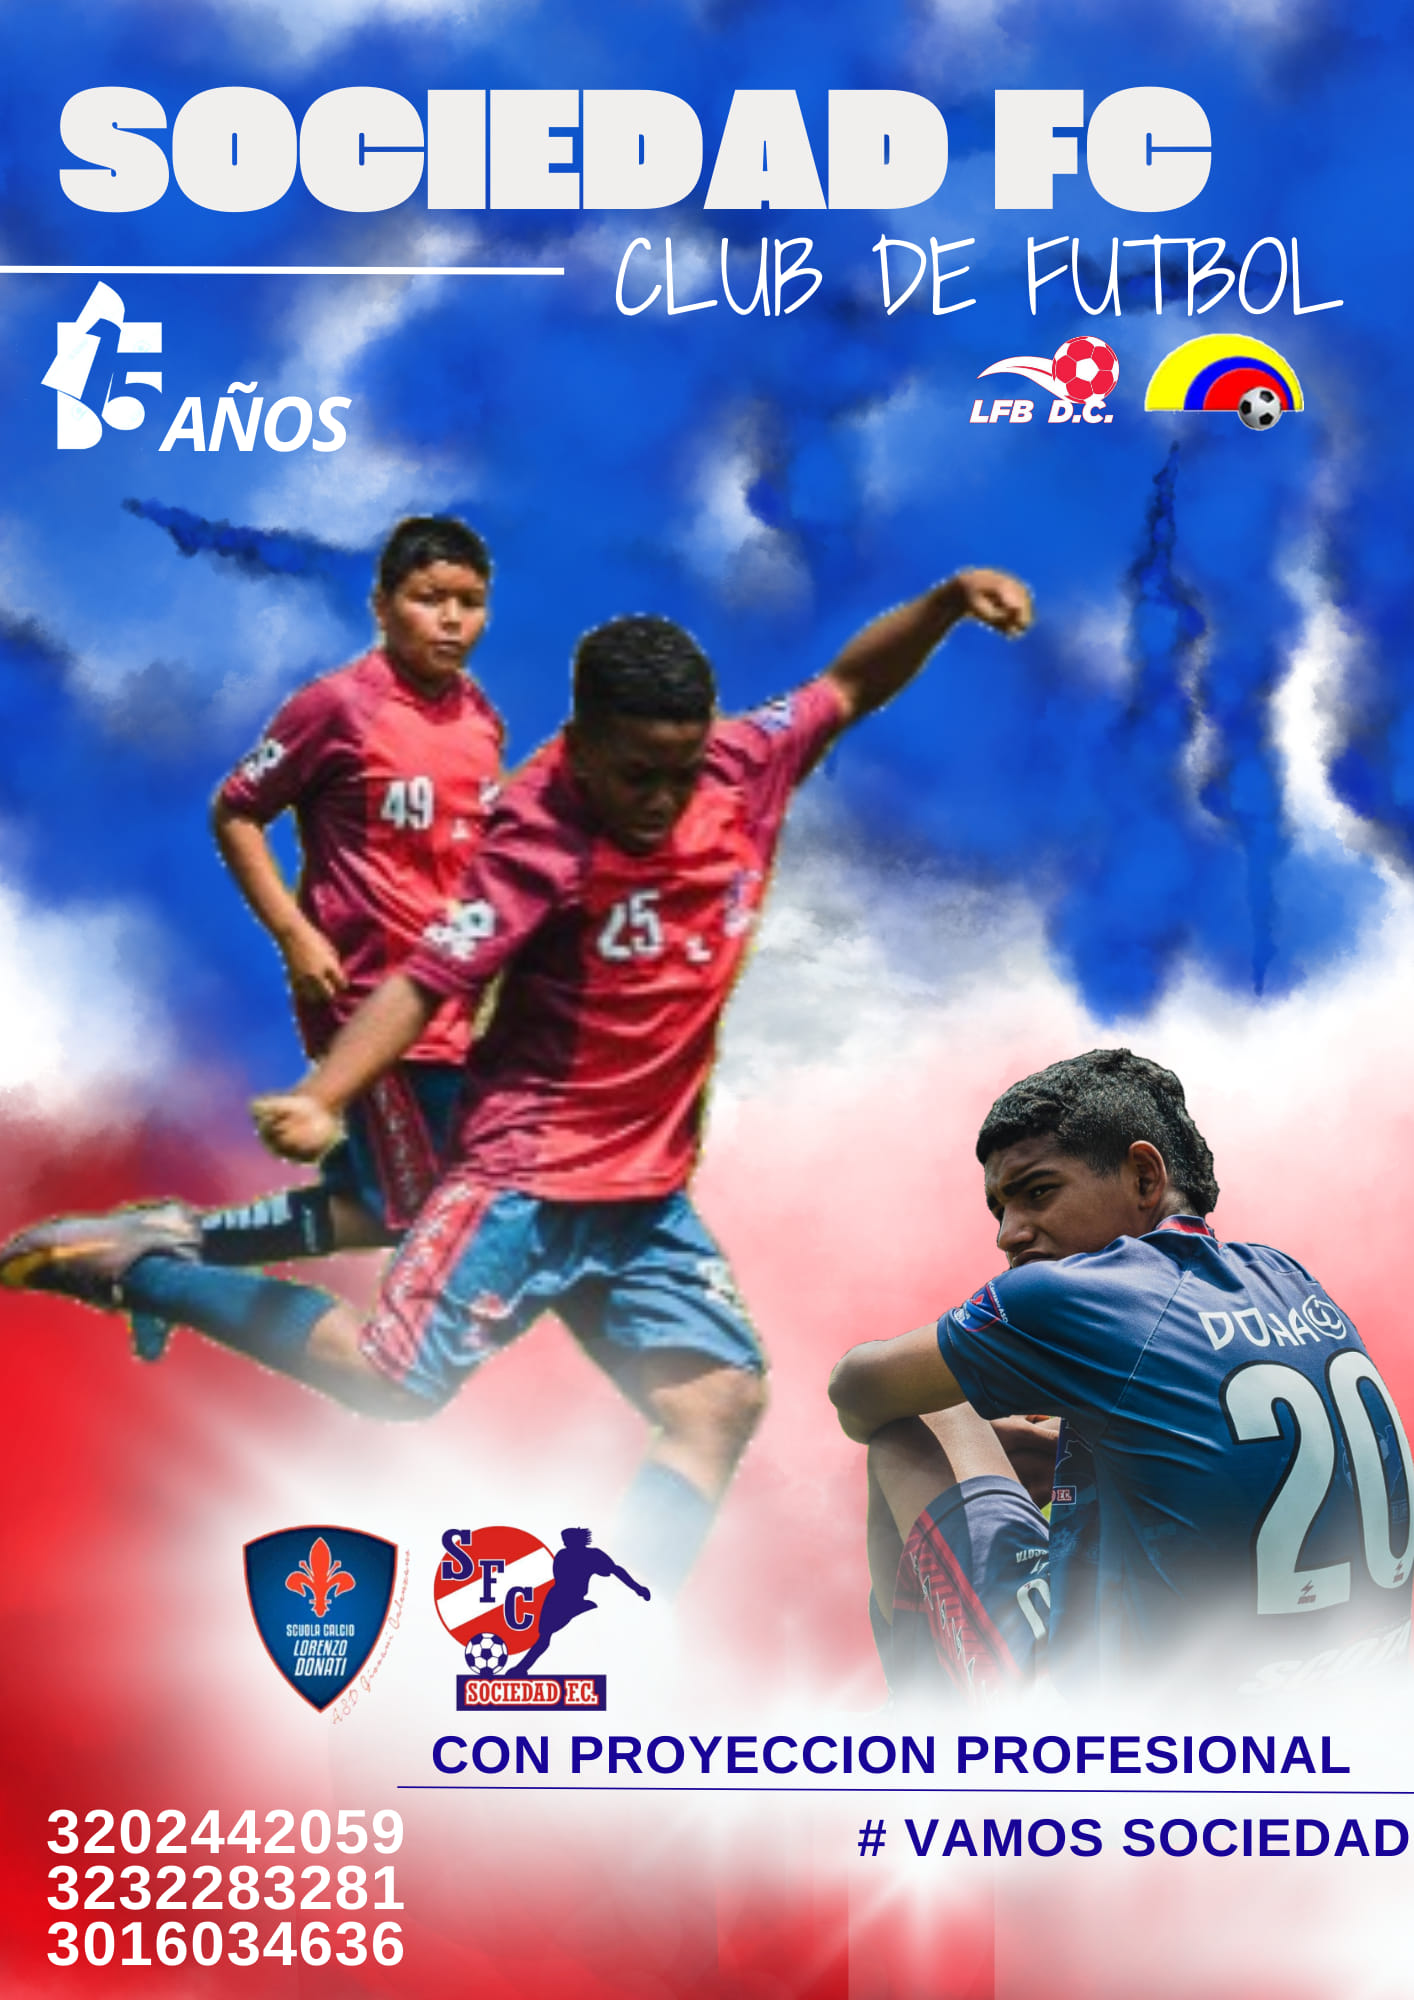 SOCIEDAD FC
CLUB DE FUTBOL
15 AÑOS
LFB D.C.
49
25
20
SCUOLA CALCIO
LORENZO
DONATI
SFC
SOCIEDAD F.C.
CON PROYECCION PROFESIONAL
# VAMOS SOCIEDAD
3202442059
3232283281
3016034636